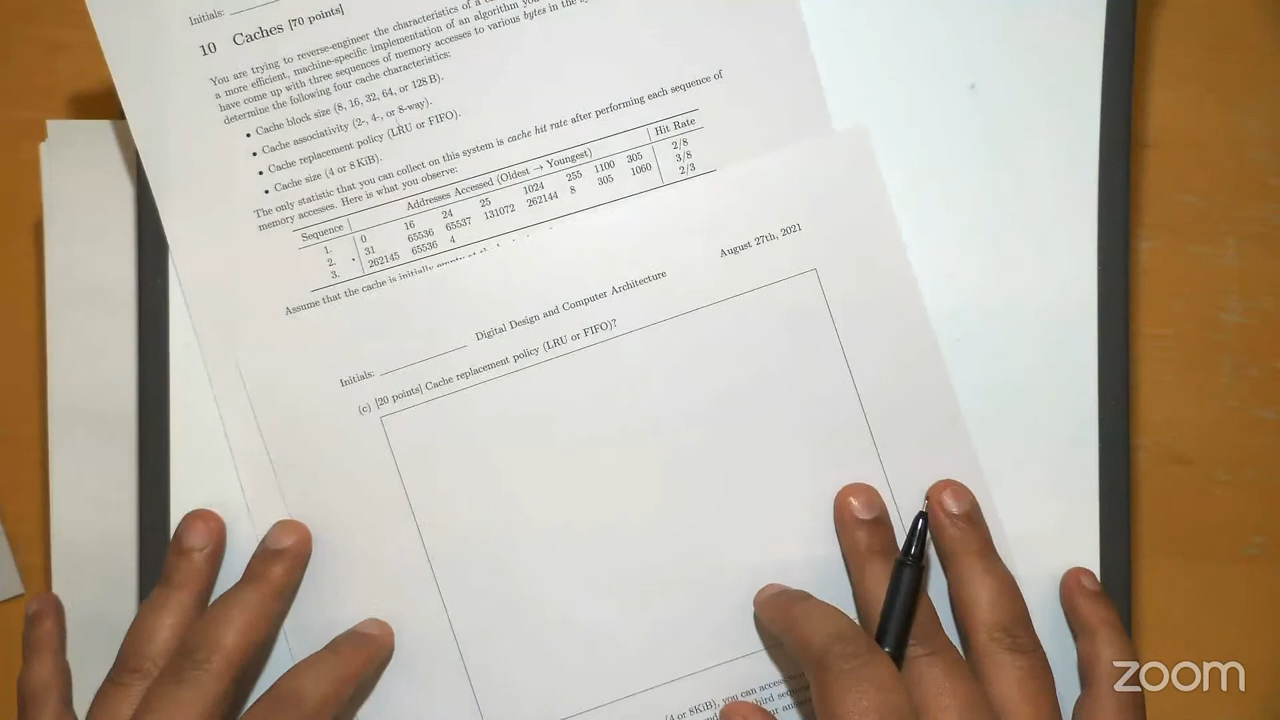 Initials:
10 Caches [70 points]
You are trying to reverse-engineer the characteristics of a
a more efficient, machine-specific implementation of an algorithm
have come up with three sequences of memory accesses to various bytes in the
determine the following four cache characteristics:
• Cache block size (8, 16, 32, 64, or 128 B).
• Cache associativity (2-, 4-, or 8-way).
• Cache replacement policy (LRU or FIFO).
• Cache size (4 or 8 KiB).
The only statistic that you can collect on this system is cache hit rate after performing each sequence of
memory accesses. Here is what you observe:
Sequence Addresses Accessed (Oldest → Youngest) Hit Rate
1. 0 16 24 25 1024 255 1100 305 2/8
2. 31 65536 65537 131072 262144 8 305 1060 3/8
3. 262145 65536 4 2/3
Assume that the cache is initially
Initials: Digital Design and Computer Architecture August 27th, 2021
(c) [20 points] Cache replacement policy (LRU or FIFO)?
(4 or 8KiB), you can
zoom